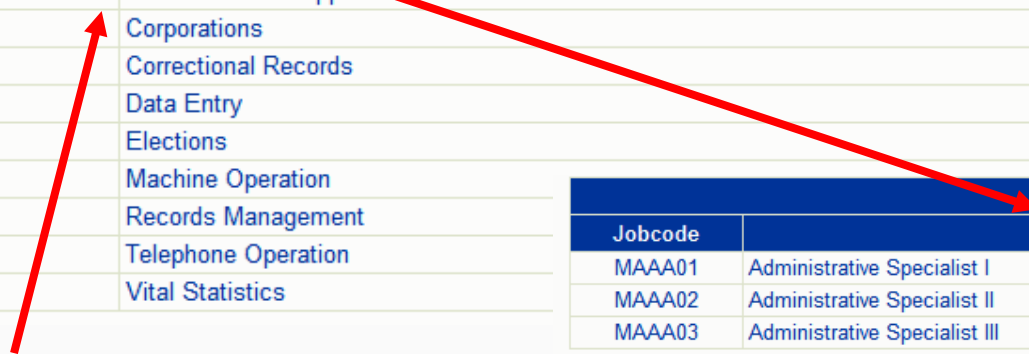 Corporations
Correctional Records
Data Entry
Elections
Machine Operation
Records Management
Telephone Operation
Vital Statistics
Jobcode
MAAA01 Administrative Specialist I
MAAA02 Administrative Specialist II
MAAA03 Administrative Specialist III